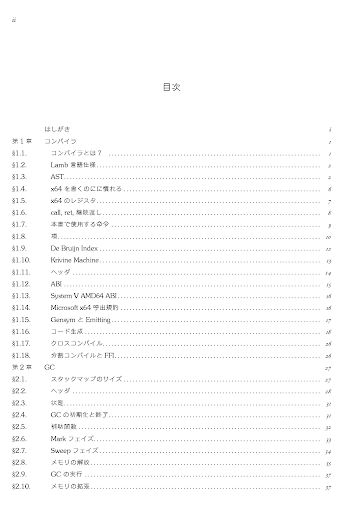 ii
目次
はしがき i
第1章 コンパイラ 1
§1.1. コンパイラとは？ 1
§1.2. Lamb 言語仕様 2
§1.3. AST 2
§1.4. x64 を書くのにに慣れる 6
§1.5. x64 のレジスタ 7
§1.6. call, ret, 繰返し 8
§1.7. 本書で使用する命令 9
§1.8. 項 10
§1.9. De Bruijn Index 12
§1.10. Krivine Machine 13
§1.11. ヘッダ 14
§1.12. ABI 15
§1.13. System V AMD64 ABI 16
§1.14. Microsoft x64 呼出規約 16
§1.15. Gensym と Emitting 17
§1.16. コード生成 18
§1.17. クロスコンパイル 26
§1.18. 分割コンパイルと FFI 26
第2章 GC 27
§2.1. スタックマップのサイズ 27
§2.2. ヘッダ 28
§2.3. 状態 31
§2.4. GC の初期化と終了 31
§2.5. 補助関数 32
§2.6. Mark フェイズ 33
§2.7. Sweep フェイズ 34
§2.8. メモリの解放 35
§2.9. GC の実行 37
§2.10. メモリの拡張 37